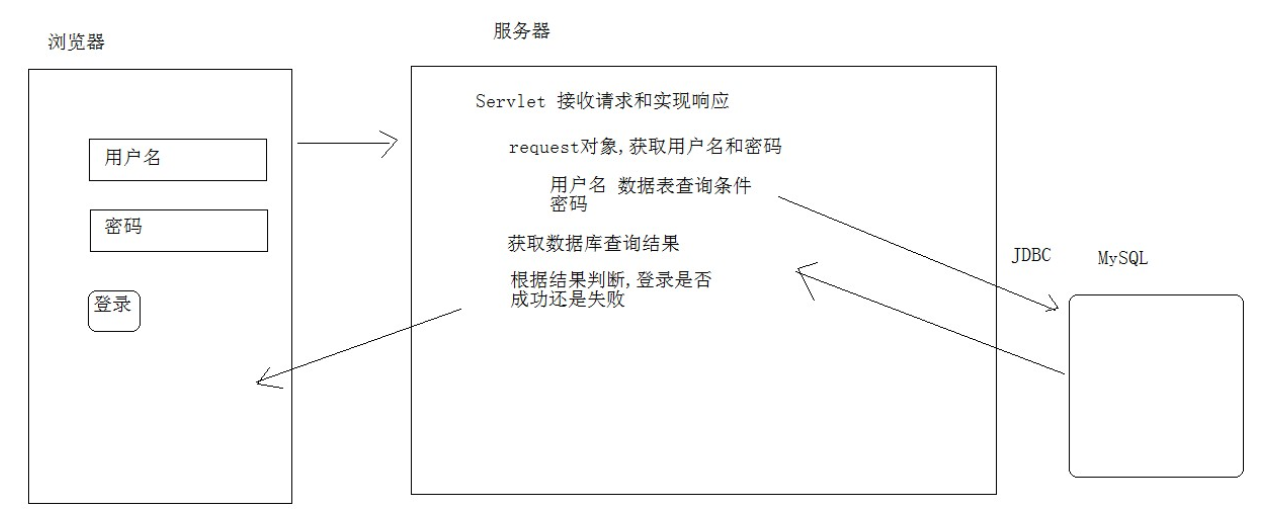 浏览器
服务器
用户名
密码
登录
Servlet 接收请求和实现响应
request对象,获取用户名和密码
用户名 数据表查询条件
密码
获取数据库查询结果
根据结果判断,登录是否
成功还是失败
JDBC
MySQL